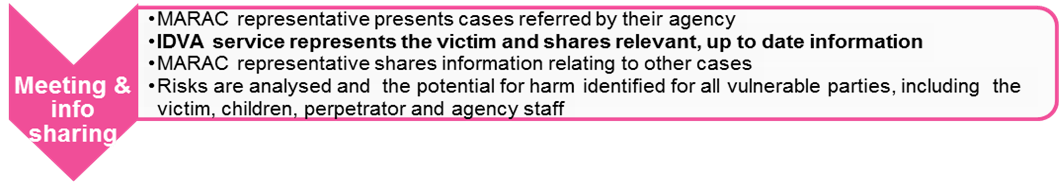 Meeting &
info
sharing
•MARAC representative presents cases referred by their agency
•IDVA service represents the victim and shares relevant, up to date information
•MARAC representative shares information relating to other cases
•Risks are analysed and the potential for harm identified for all vulnerable parties, including the
victim, children, perpetrator and agency staff